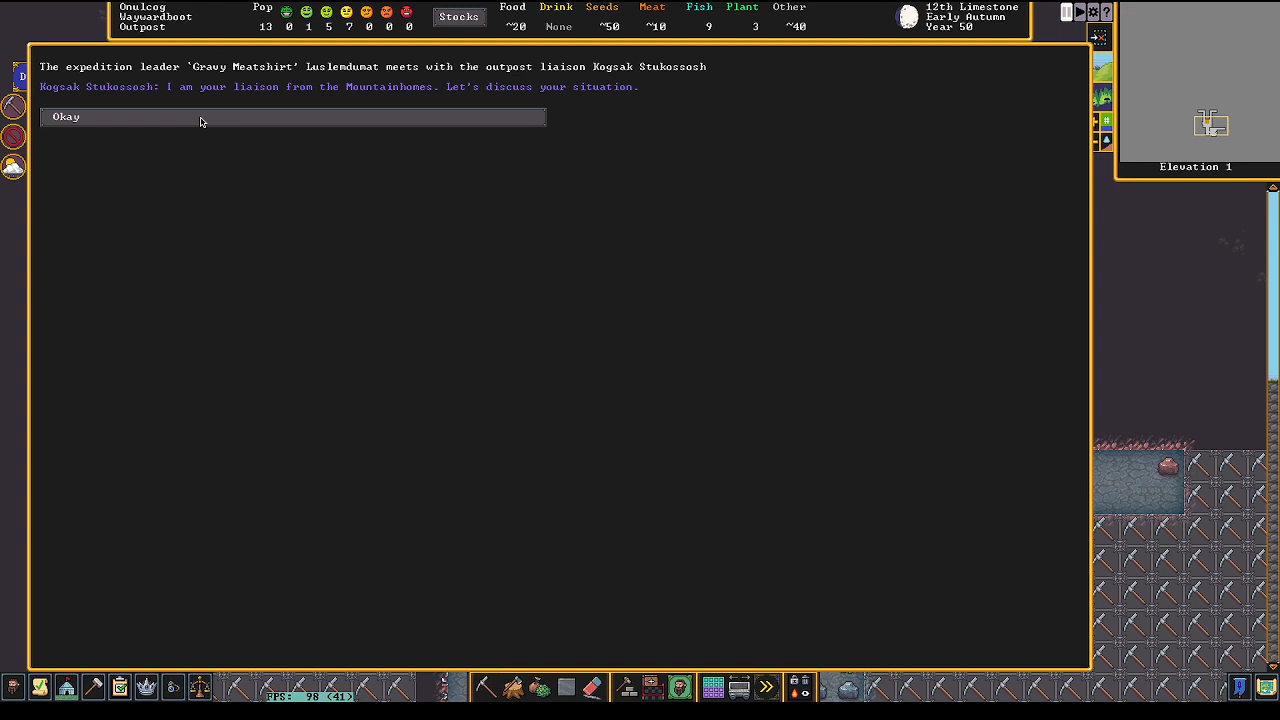 Onulcog
Waywardboot
Outpost
Pop
13 0 1 5 7 0 0 0
Stocks
Food Drink Seeds Meat Fish Plant Other
~20 None ~50 ~10 9 3 ~40
12th Limestone
Early Autumn
Year 50
?
The expedition leader `Gravy Meatshirt' Luslemdumat meets with the outpost liaison Kogsak Stukossosh
D
Kogsak Stukossosh: I am your liaison from the Mountainhomes. Let's discuss your situation.
Okay
Elevation 1
FPS: 98 (41)